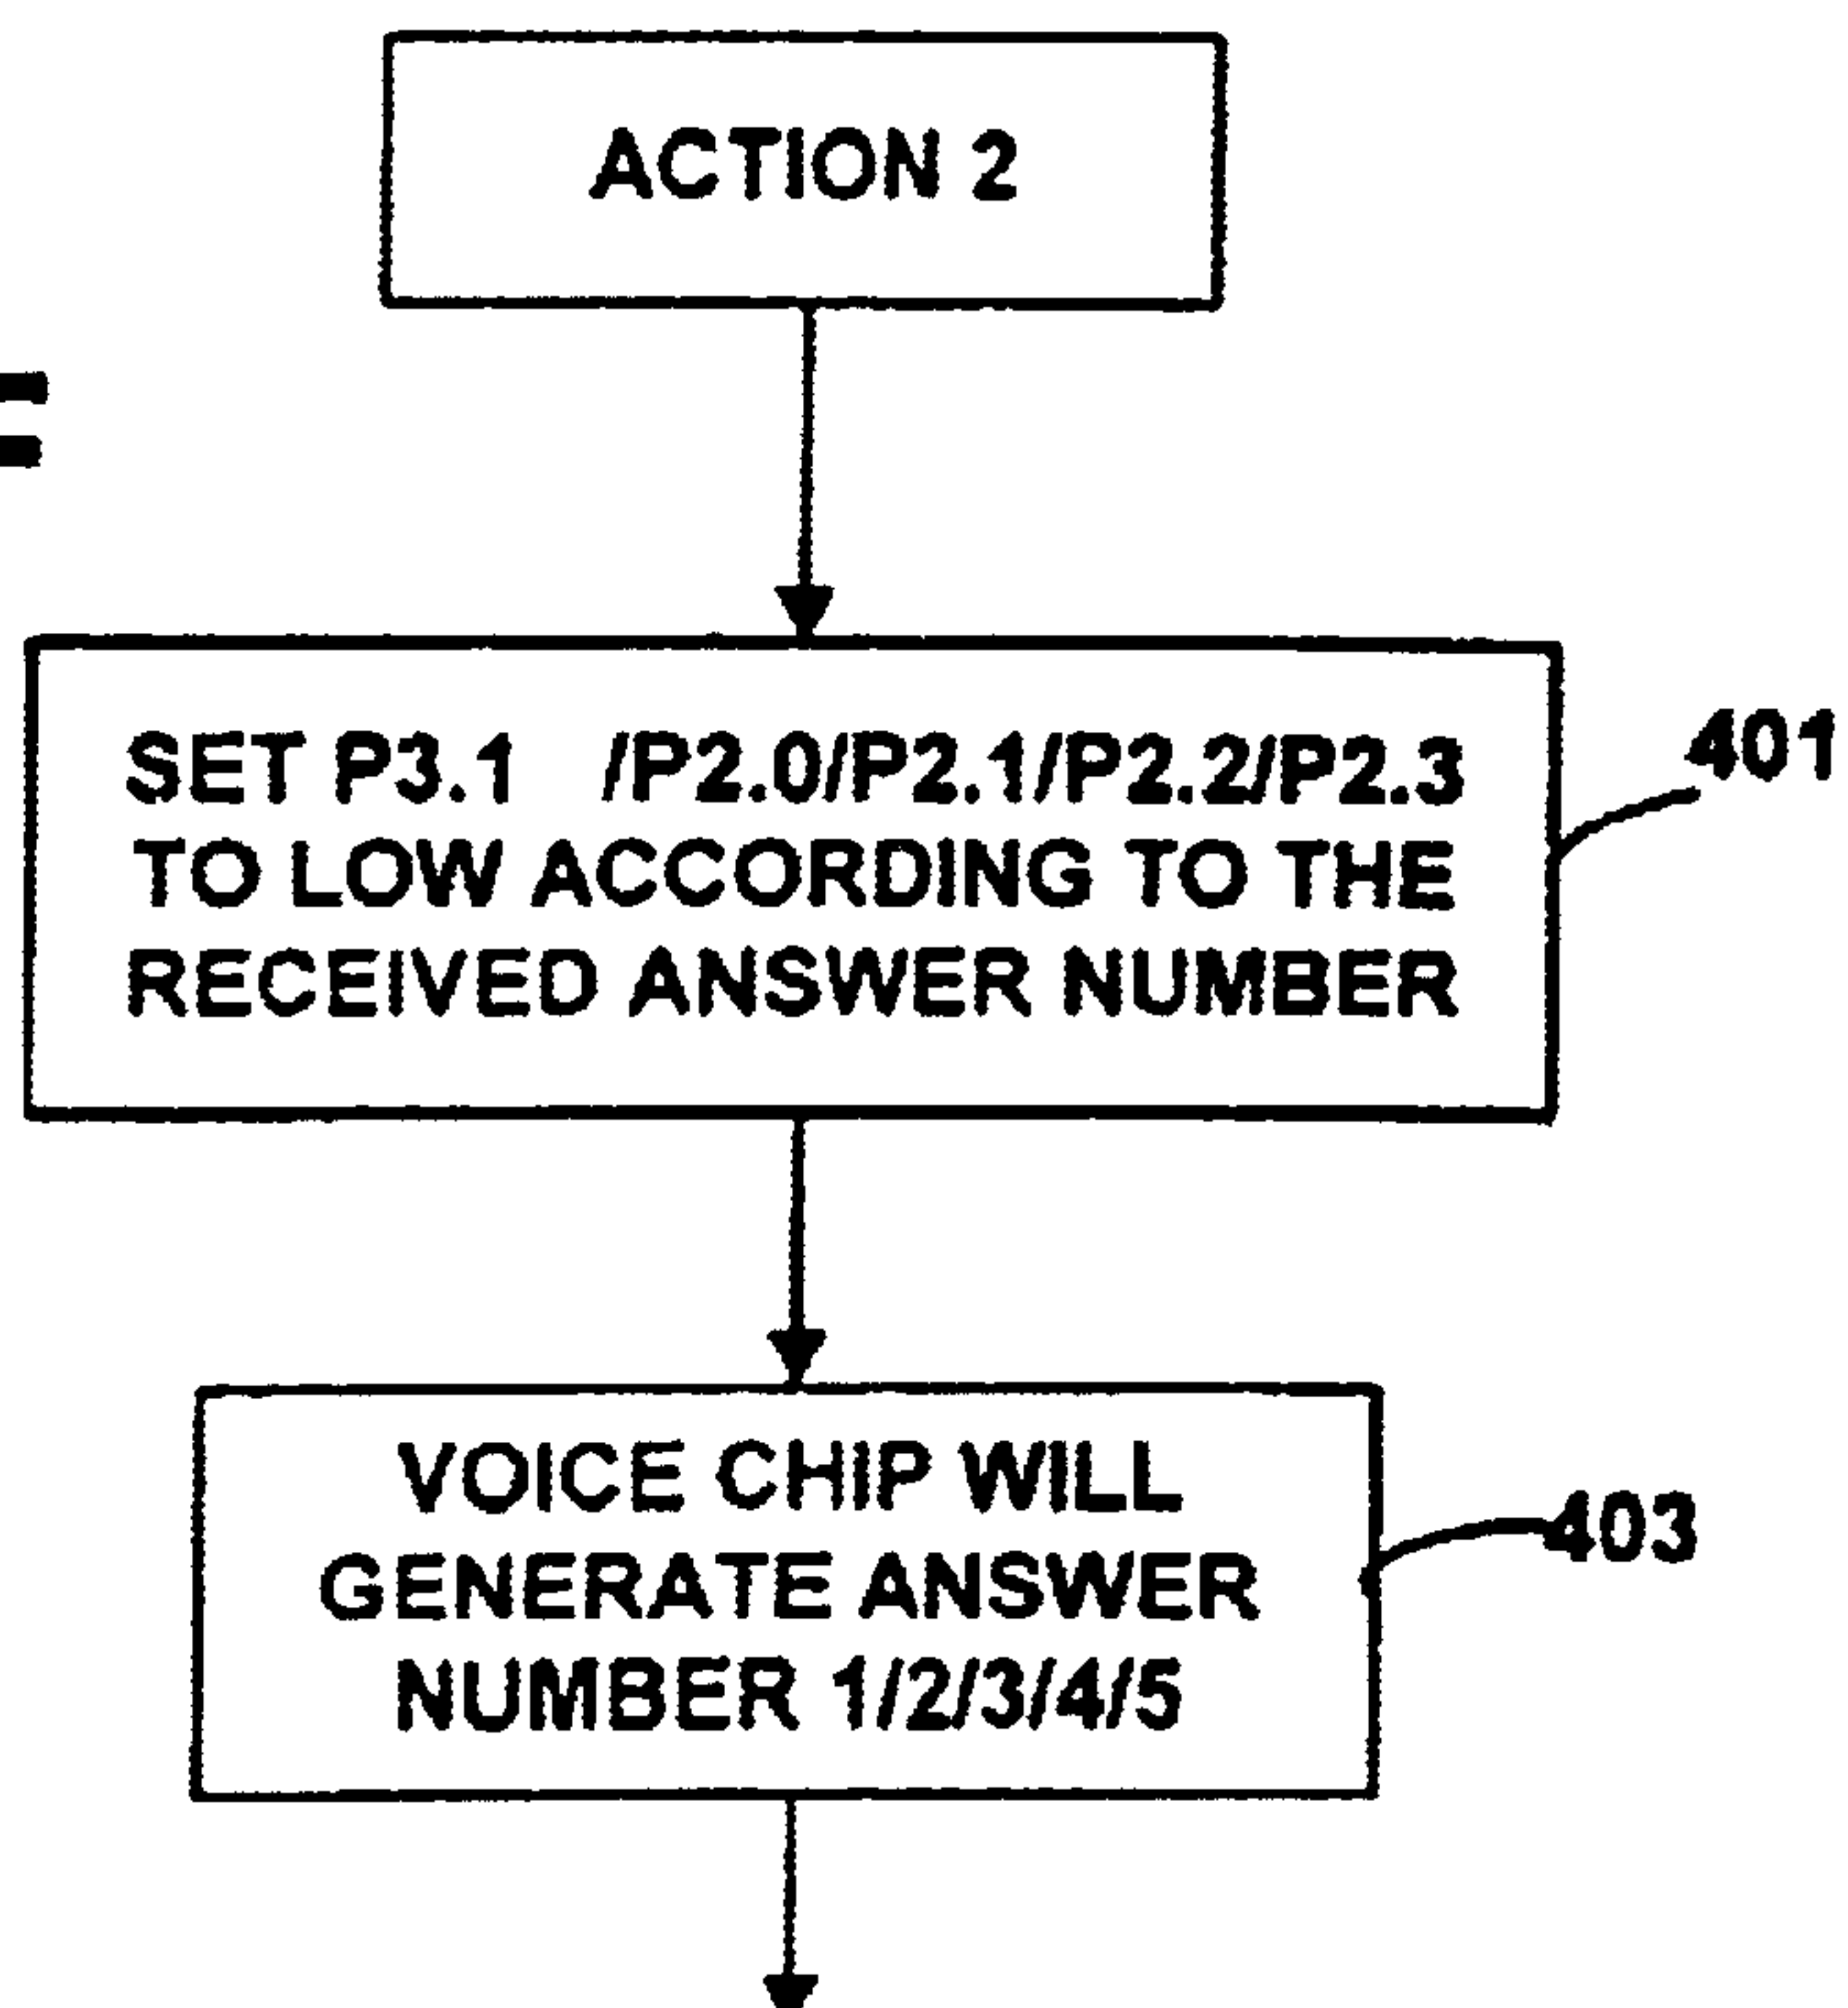 ACTION 2
SET P3.1 /P2.0/P2.1/P2.2/P2.3
401
TO LOW ACCORDING TO THE
RECEIVED ANSWER NUMBER
VOICE CHIP WILL
403
GENERATE ANSWER
NUMBER 1/2/3/4/5